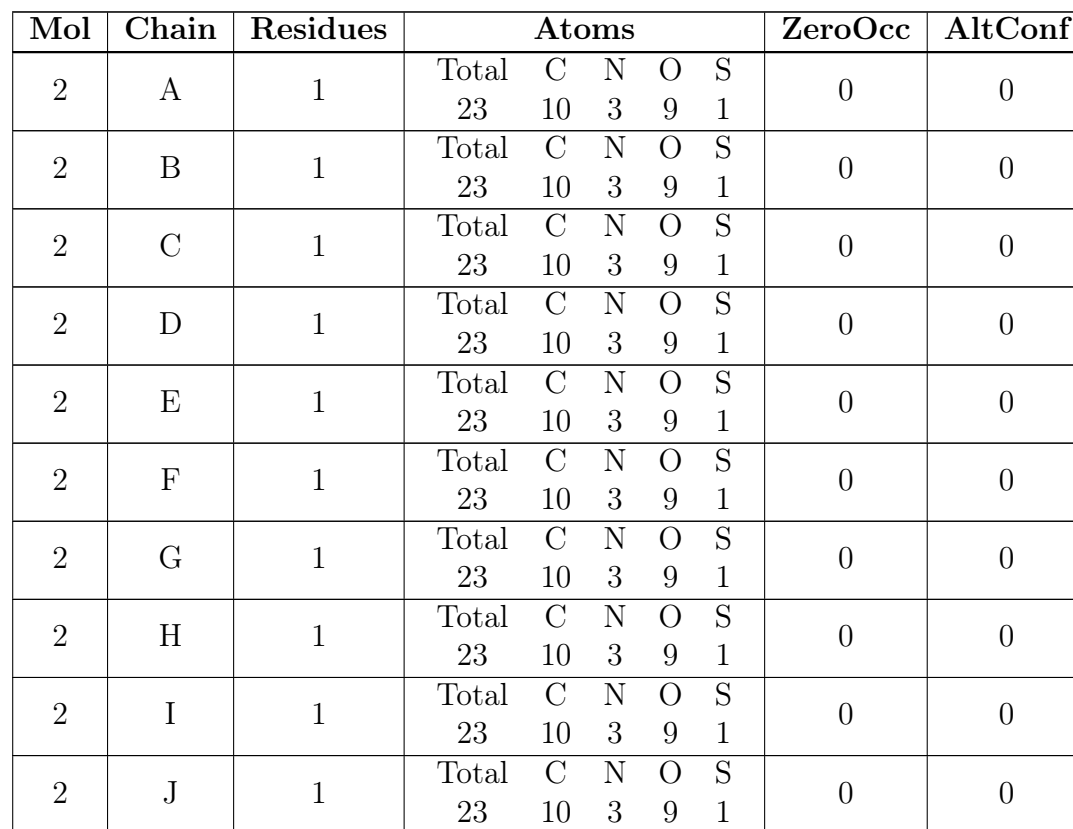 Mol Chain Residues Atoms ZeroOcc AltConf
Total C N O S
2 A 1 0 0
23 10 3 9 1
Total C N O S
2 B 1 0 0
23 10 3 9 1
Total C N O S
2 C 1 0 0
23 10 3 9 1
Total C N O S
2 D 1 0 0
23 10 3 9 1
Total C N O S
2 E 1 0 0
23 10 3 9 1
Total C N O S
2 F 1 0 0
23 10 3 9 1
Total C N O S
2 G 1 0 0
23 10 3 9 1
Total C N O S
2 H 1 0 0
23 10 3 9 1
Total C N O S
2 I 1 0 0
23 10 3 9 1
Total C N O S
2 J 1 0 0
23 10 3 9 1